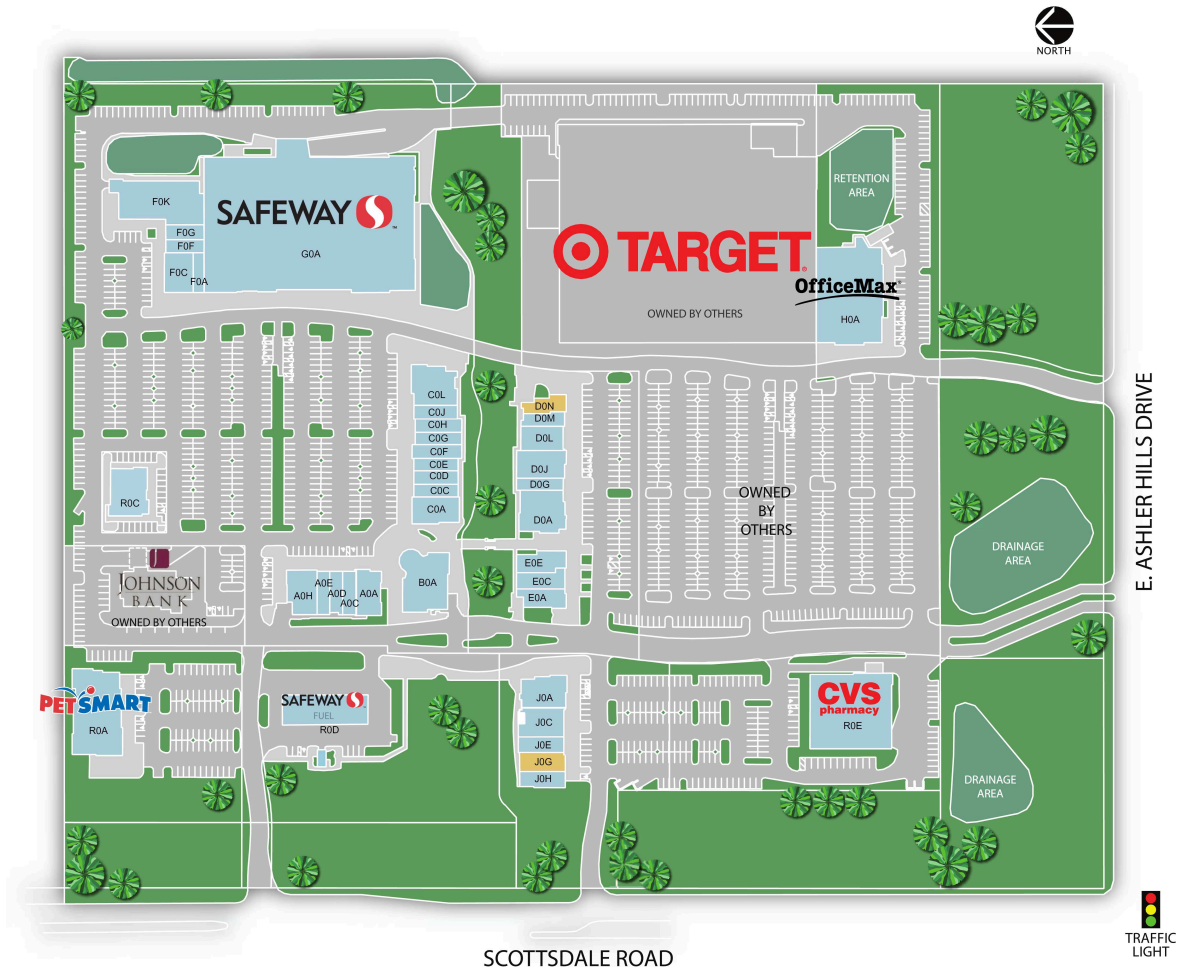 NORTH
RETENTION
AREA
F0K
SAFEWAY
™
F0G
F0F
G0A
F0C
F0A
TARGET
OfficeMax
OWNED BY OTHERS
H0A
C0L
C0J
C0H
C0G
C0F
C0E
C0D
C0C
C0A
D0N
D0M
D0L
D0J
D0G
D0A
R0C
OWNED
BY
OTHERS
DRAINAGE
AREA
E. ASHLER HILLS DRIVE
JOHNSON
BANK
OWNED BY OTHERS
A0H
A0E
A0D
A0C
A0A
B0A
E0E
E0C
E0A
PETSMART
R0A
SAFEWAY
FUEL
R0D
J0A
J0C
J0E
J0G
J0H
CVS
pharmacy
R0E
DRAINAGE
AREA
TRAFFIC
LIGHT
SCOTTSDALE ROAD